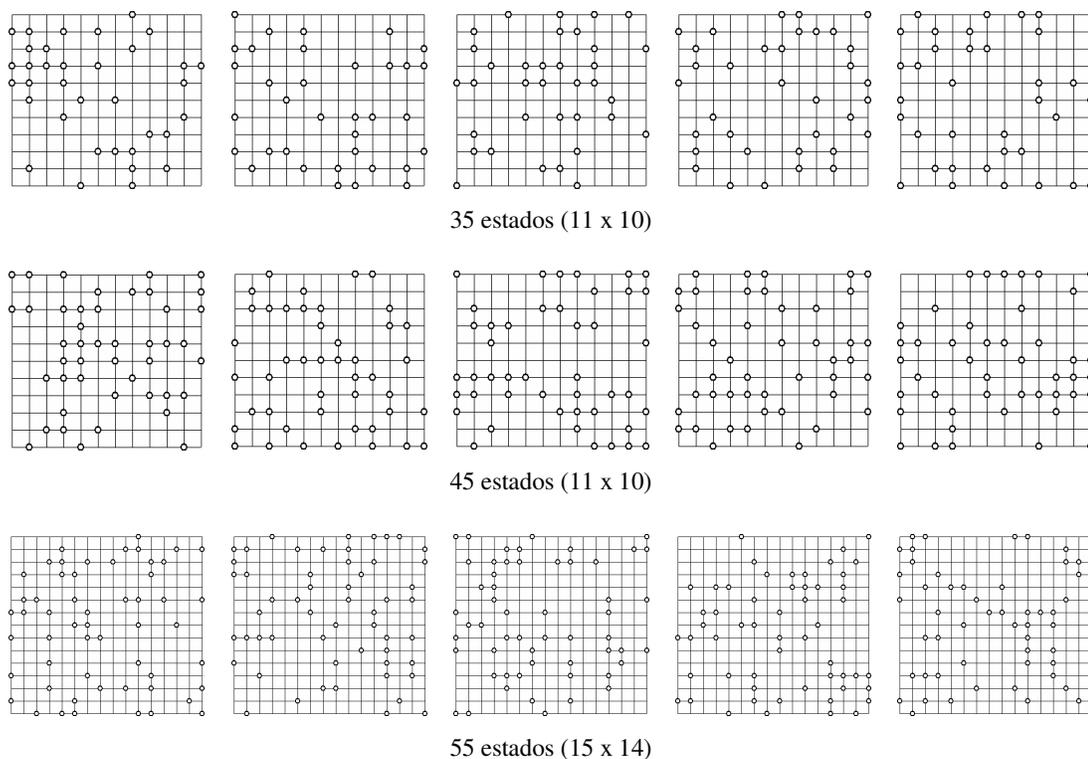 35 estados (11 x 10)
45 estados (11 x 10)
55 estados (15 x 14)